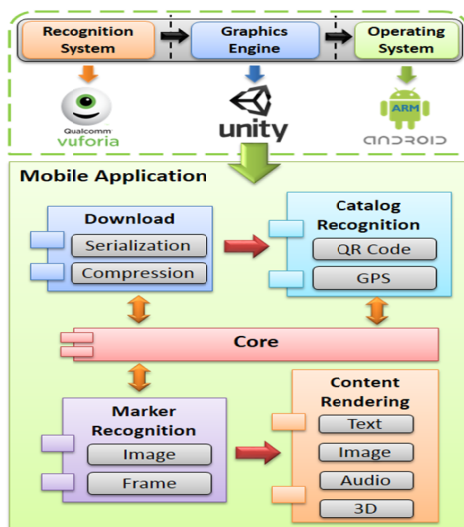 Recognition
System
Graphics
Engine
Operating
System
Qualcomm
vuforia
unity
ARM
ANDROID
Mobile Application
Download
Serialization
Compression
Catalog
Recognition
QR Code
GPS
Core
Marker
Recognition
Image
Frame
Content
Rendering
Text
Image
Audio
3D